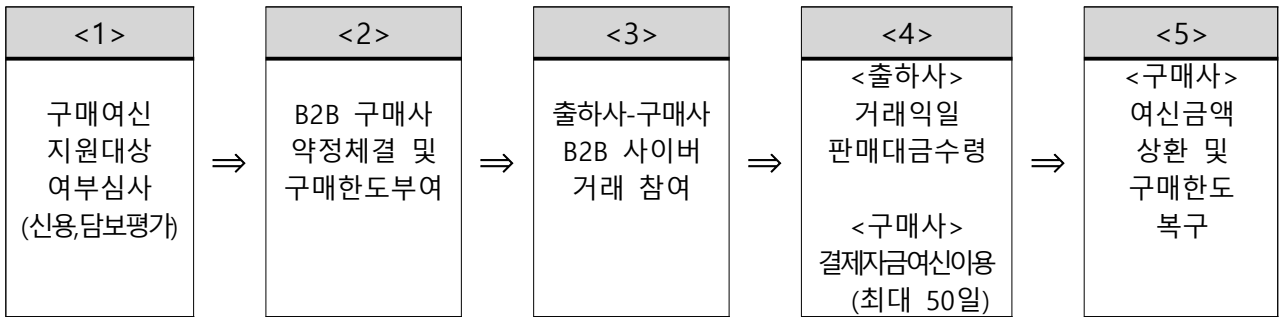 <1>
구매여신
지원대상
여부심사
(신용,담보평가)
⇒
<2>
B2B 구매사
약정체결 및
구매한도부여
⇒
<3>
출하사-구매사
B2B 사이버
거래 참여
⇒
<4>
<출하사>
거래익일
판매대금수령
<구매사>
결제자금여신이용
(최대 50일)
⇒
<5>
<구매사>
여신금액
상환 및
구매한도
복구